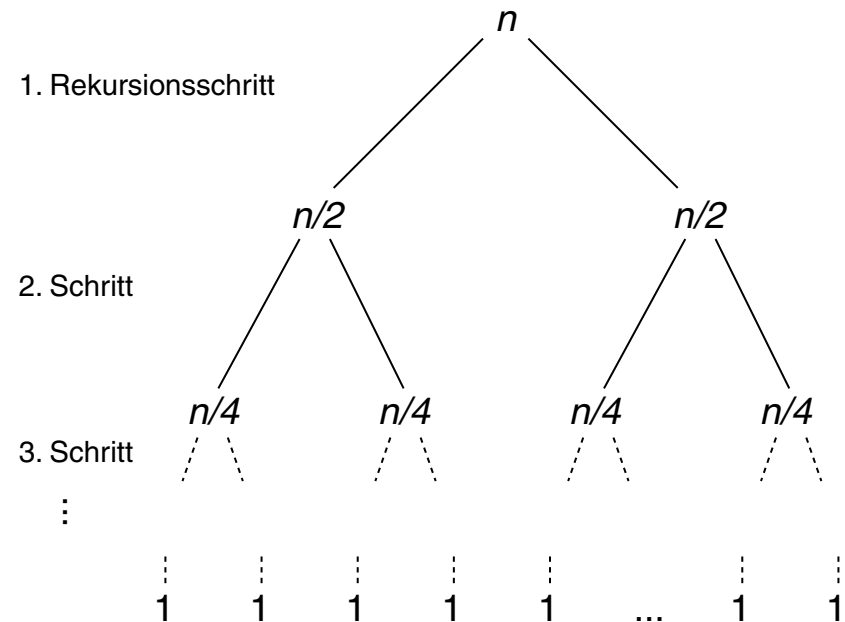 n
1. Rekursionsschritt
n/2 n/2
2. Schritt
n/4 n/4 n/4 n/4
3. Schritt
⋮
1 1 1 1 1 ... 1 1